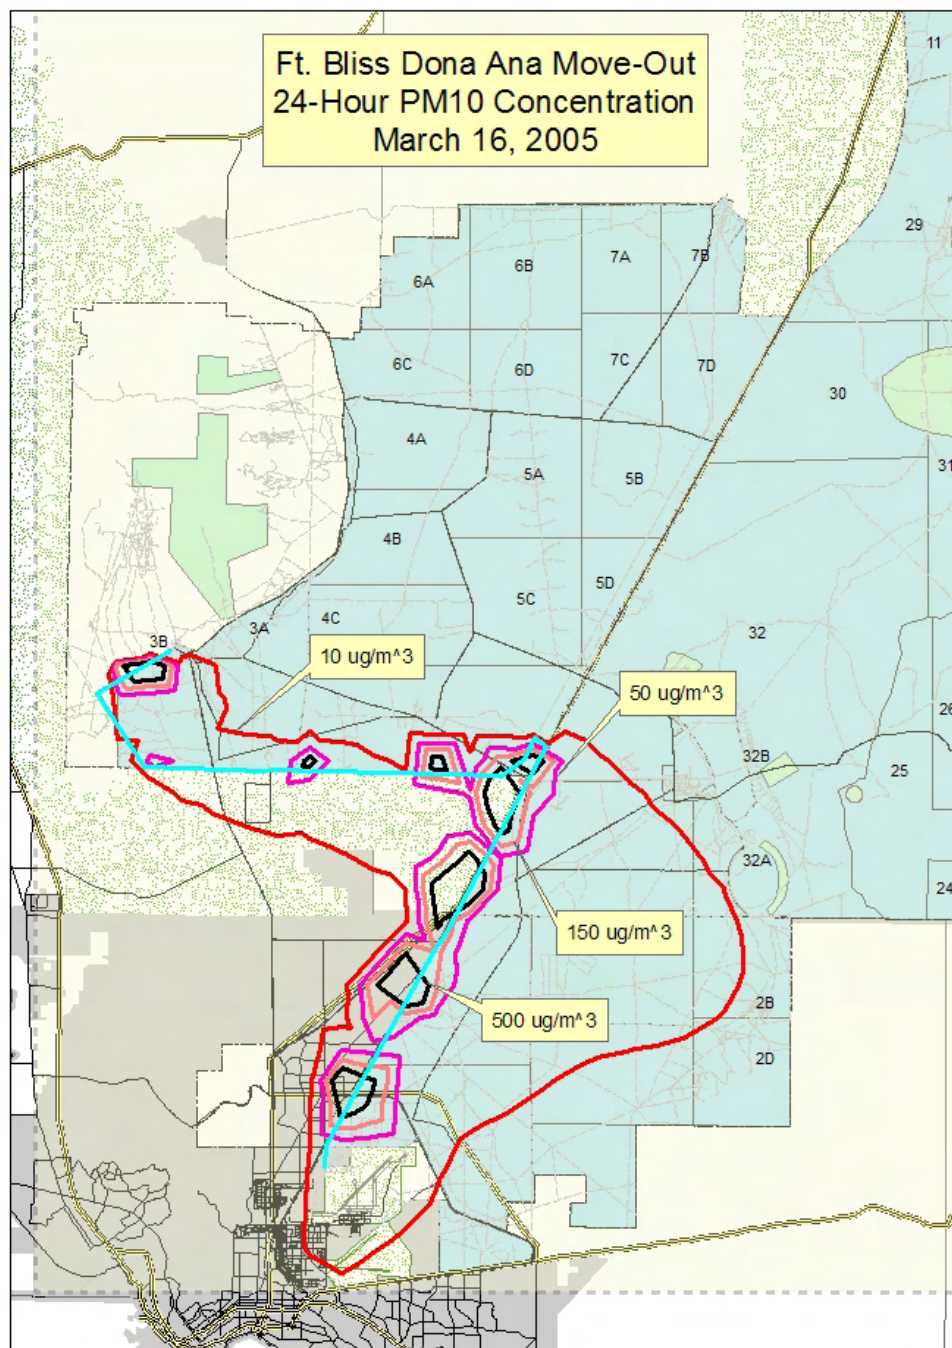 Ft. Bliss Dona Ana Move-Out
24-Hour PM10 Concentration
March 16, 2005
11
29
6A
6B
7A
7B
6C
6D
7C
7D
30
4A
5A
5B
31
4B
5C
5D
3B
3A
4C
32
10 ug/m^3
50 ug/m^3
26
32B
25
32A
24
150 ug/m^3
500 ug/m^3
2B
2D